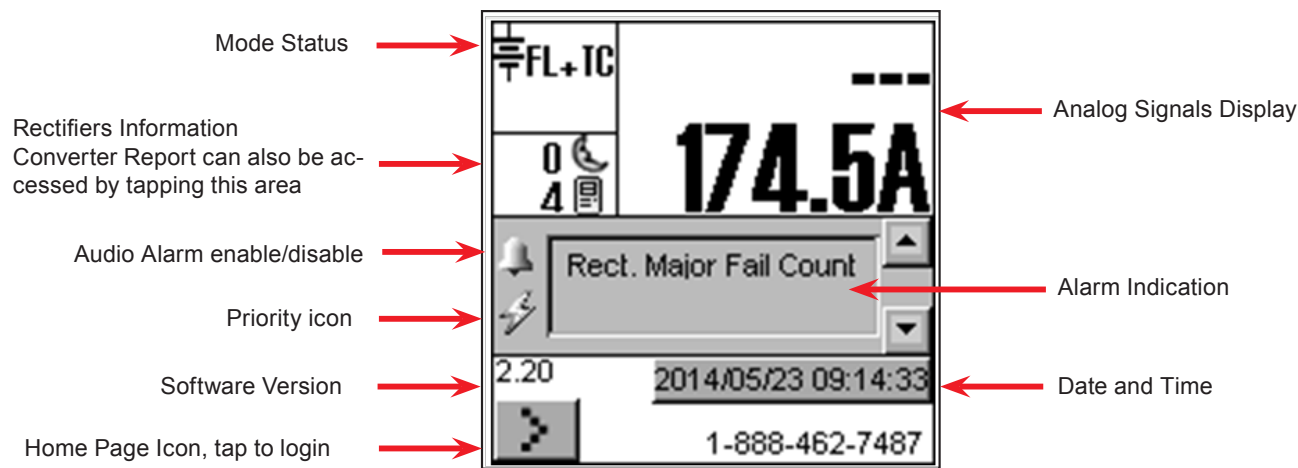 Mode Status
FL+TC
---
Analog Signals Display
Rectifiers Information
Converter Report can also be ac-
cessed by tapping this area
0
4
174.5A
Audio Alarm enable/disable
Rect. Major Fail Count
Alarm Indication
Priority icon
Software Version
2.20
2014/05/23 09:14:33
Date and Time
Home Page Icon, tap to login
>
1-888-462-7487